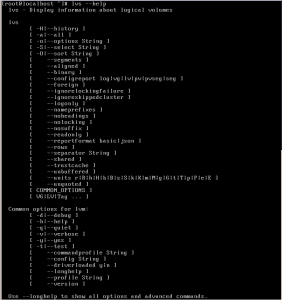 [root@localhost ~]# lvs --help
lvs - Display information about logical volumes
lvs
[ -H|--history ]
[ -a|--all ]
[ -o|--options String ]
[ -S|--select String ]
[ -O|--sort String ]
[ --segments ]
[ --aligned ]
[ --binary ]
[ --configreport log|vg|lv|pv|pvseg|seg ]
[ --foreign ]
[ --ignorelockingfailure ]
[ --ignoreskippedcluster ]
[ --logonly ]
[ --nameprefixes ]
[ --noheadings ]
[ --nolocking ]
[ --nosuffix ]
[ --readonly ]
[ --reportformat basic|json ]
[ --rows ]
[ --separator String ]
[ --shared ]
[ --trustcache ]
[ --unbuffered ]
[ --units r|R|h|H|b|B|s|S|k|K|m|M|g|G|t|T|p|P|e|E ]
[ --unquoted ]
[ COMMON_OPTIONS ]
[ VG|LV|Tag ... ]
Common options for lvm:
[ -d|--debug ]
[ -h|--help ]
[ -q|--quiet ]
[ -v|--verbose ]
[ -y|--yes ]
[ -t|--test ]
[ --commandprofile String ]
[ --config String ]
[ --driverloaded y|n ]
[ --longhelp ]
[ --profile String ]
[ --version ]
Use --longhelp to show all options and advanced commands.